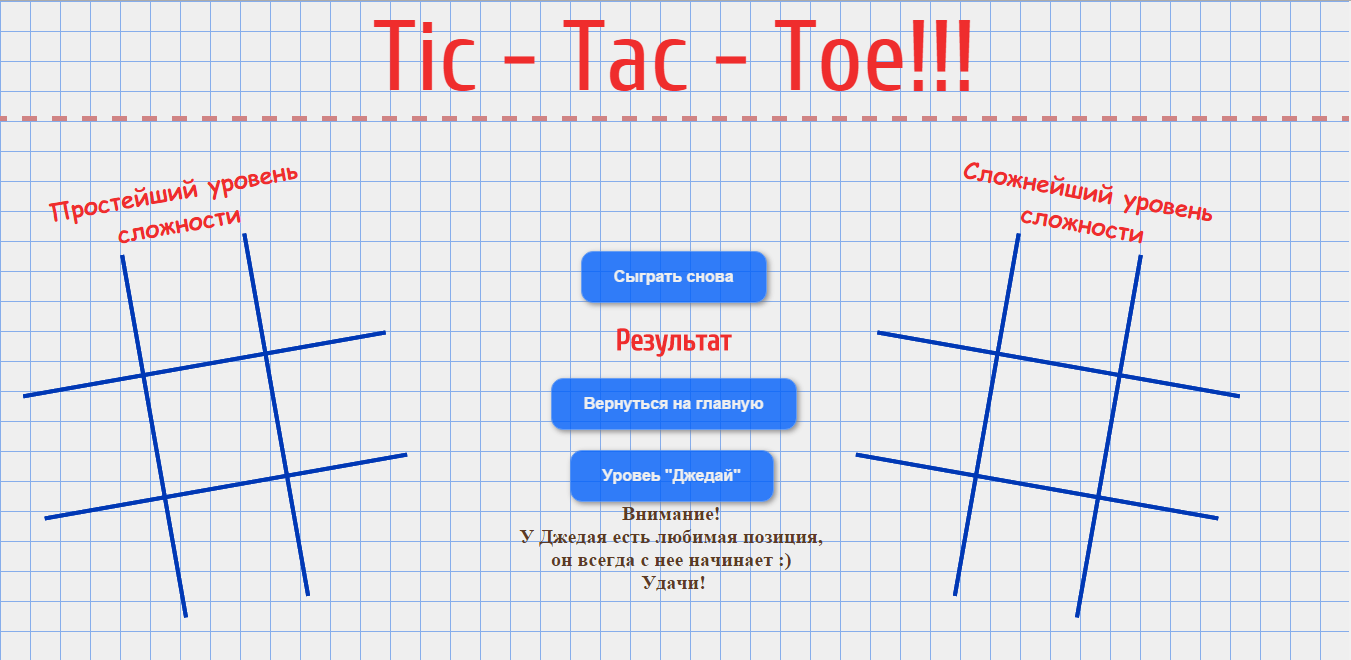 Tic - Tac - Toe!!!
Простейший уровень
сложности
Сложнейший уровень
сложности
Сыграть снова
Результат
Вернуться на главную
Уровеь "Джедай"
Внимание!
У Джедая есть любимая позиция,
он всегда с нее начинает :)
Удачи!